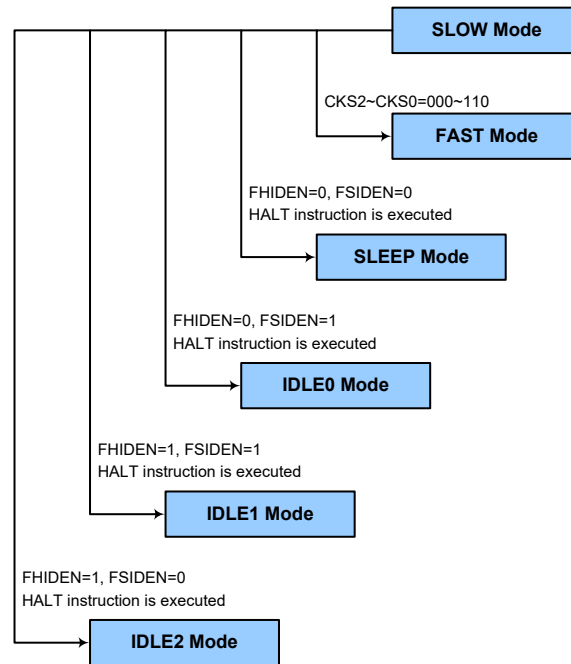 SLOW Mode
CKS2~CKS0=000~110
FAST Mode
FHIDEN=0, FSIDEN=0
HALT instruction is executed
SLEEP Mode
FHIDEN=0, FSIDEN=1
HALT instruction is executed
IDLE0 Mode
FHIDEN=1, FSIDEN=1
HALT instruction is executed
IDLE1 Mode
FHIDEN=1, FSIDEN=0
HALT instruction is executed
IDLE2 Mode